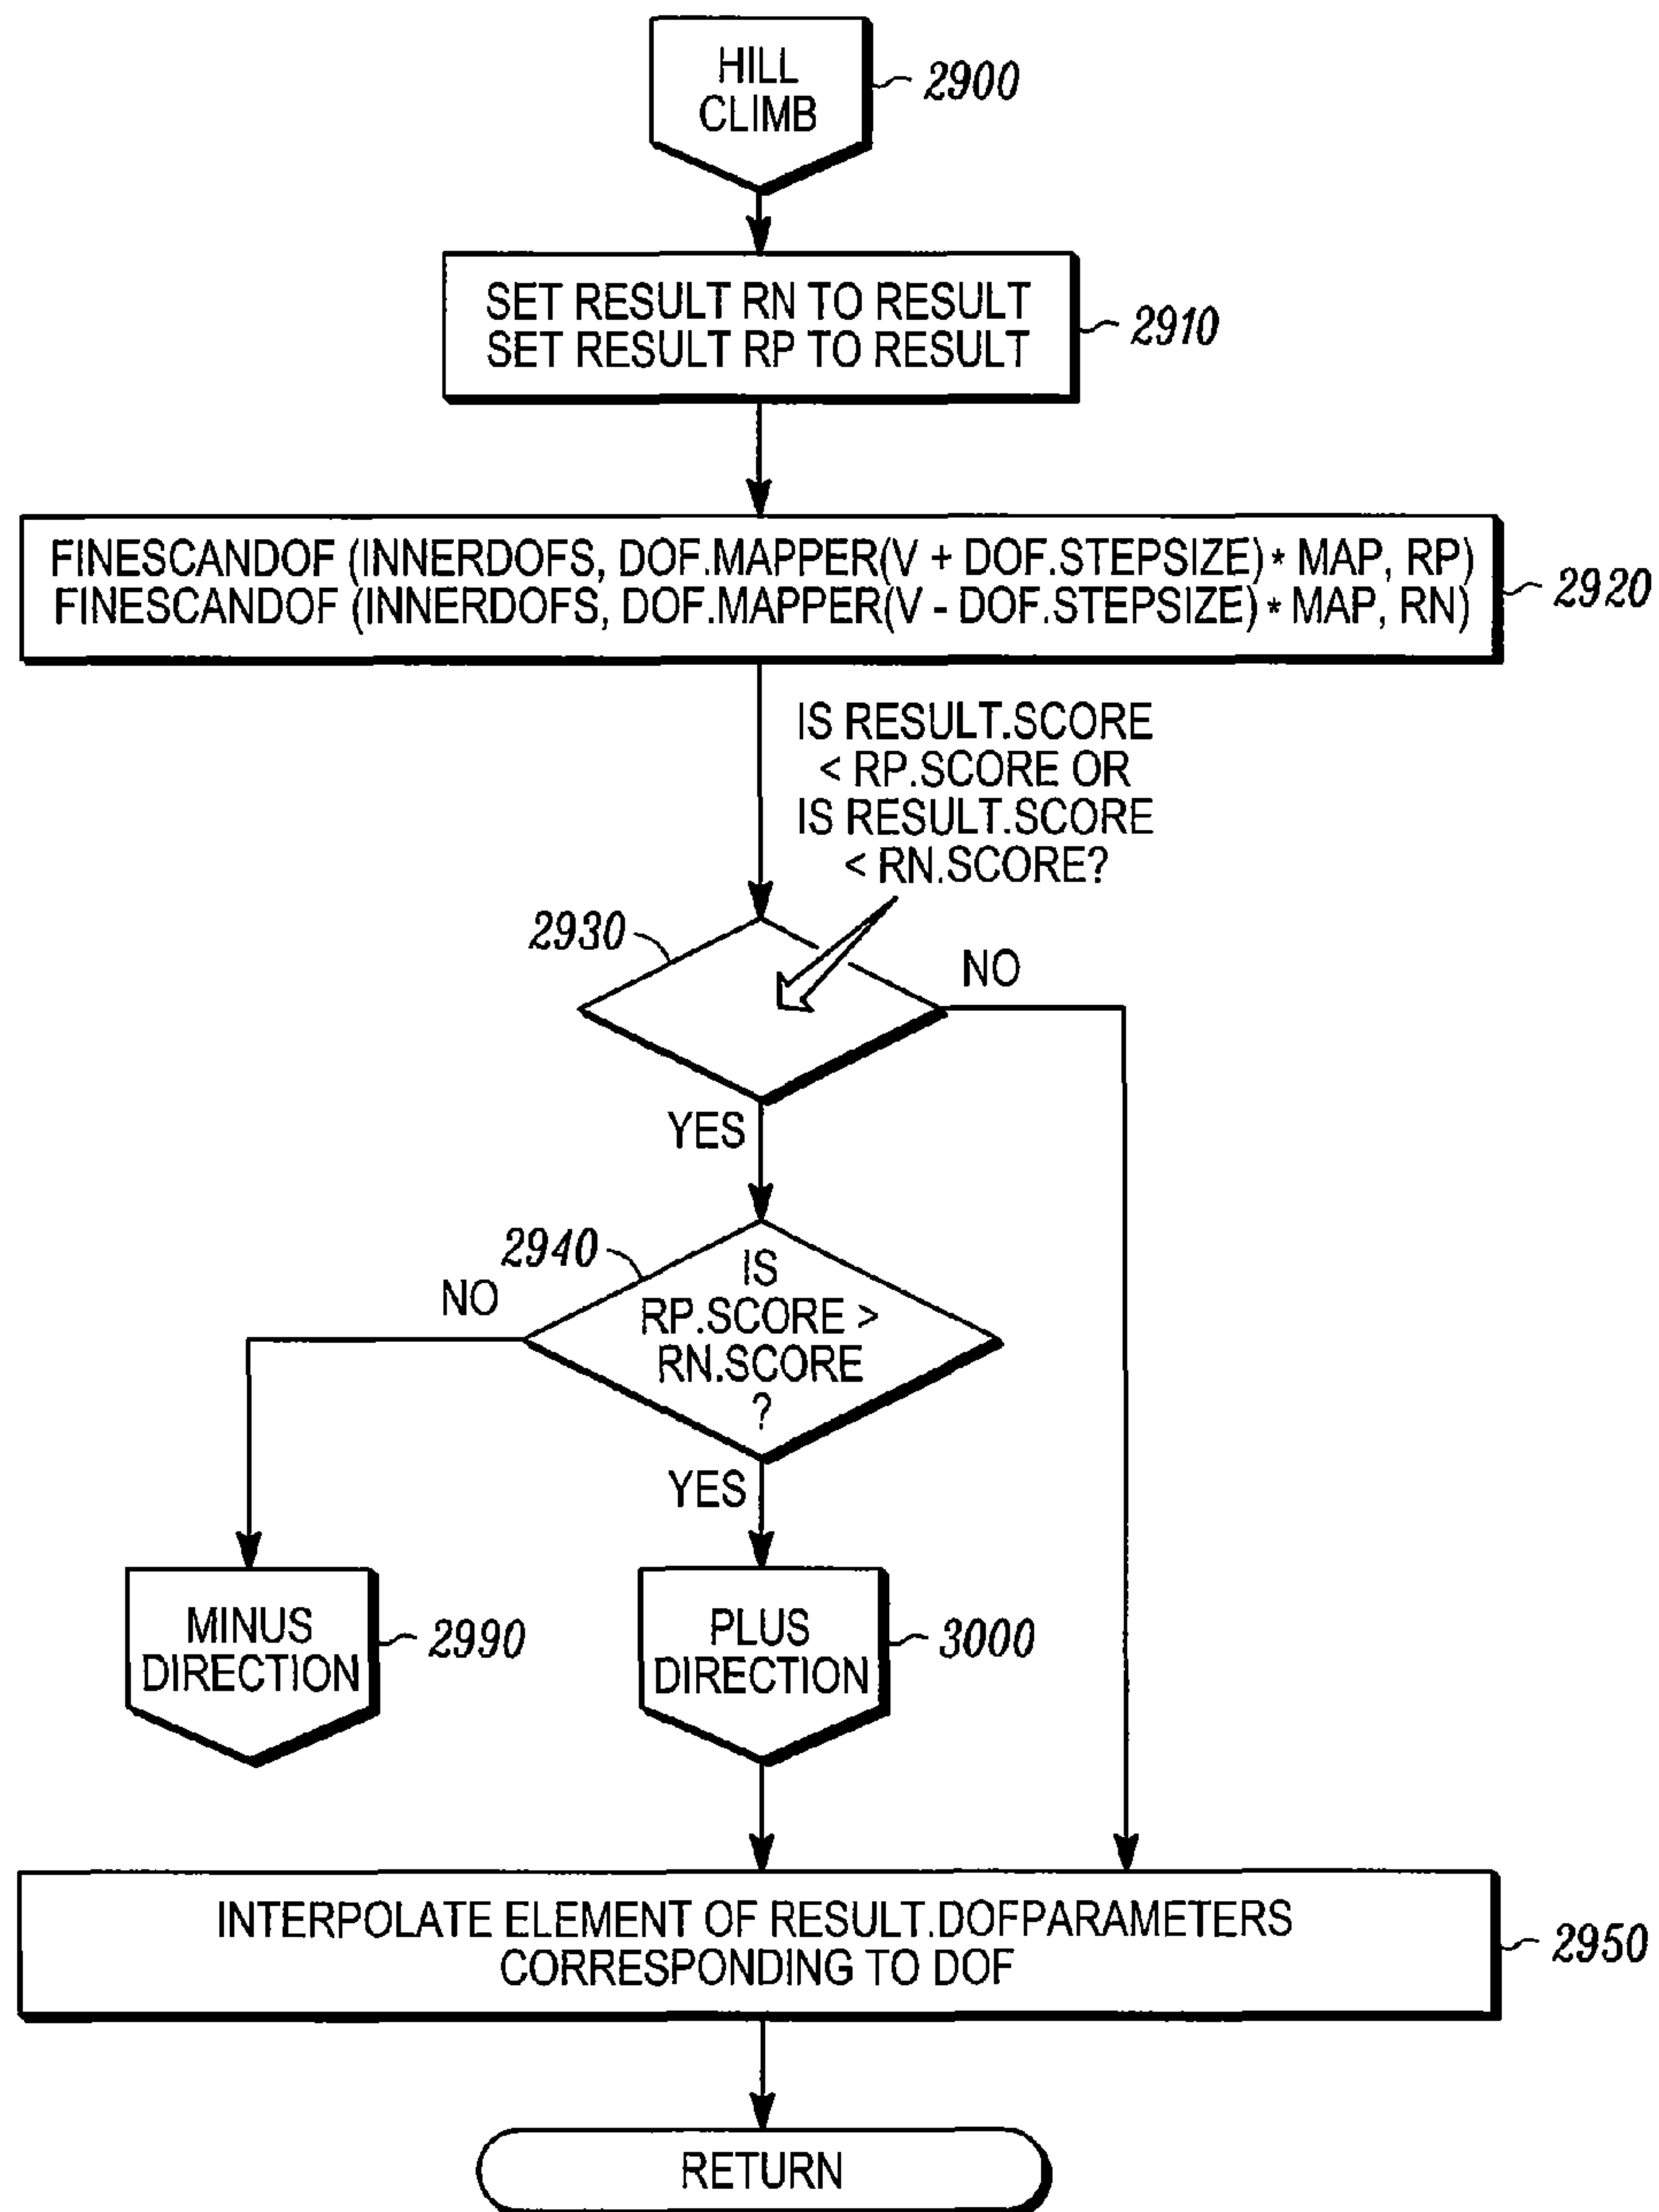 HILL
CLIMB
2900
SET RESULT RN TO RESULT
SET RESULT RP TO RESULT
2910
FINESCANDOF (INNERDOFS, DOF.MAPPER(V + DOF.STEPSIZE) * MAP, RP)
FINESCANDOF (INNERDOFS, DOF.MAPPER(V - DOF.STEPSIZE) * MAP, RN)
2920
IS RESULT.SCORE
< RP.SCORE OR
IS RESULT.SCORE
< RN.SCORE?
2930
NO
YES
2940
IS
RP.SCORE >
RN.SCORE
?
NO
YES
MINUS
DIRECTION
2990
PLUS
DIRECTION
3000
INTERPOLATE ELEMENT OF RESULT.DOFPARAMETERS
CORRESPONDING TO DOF
2950
RETURN